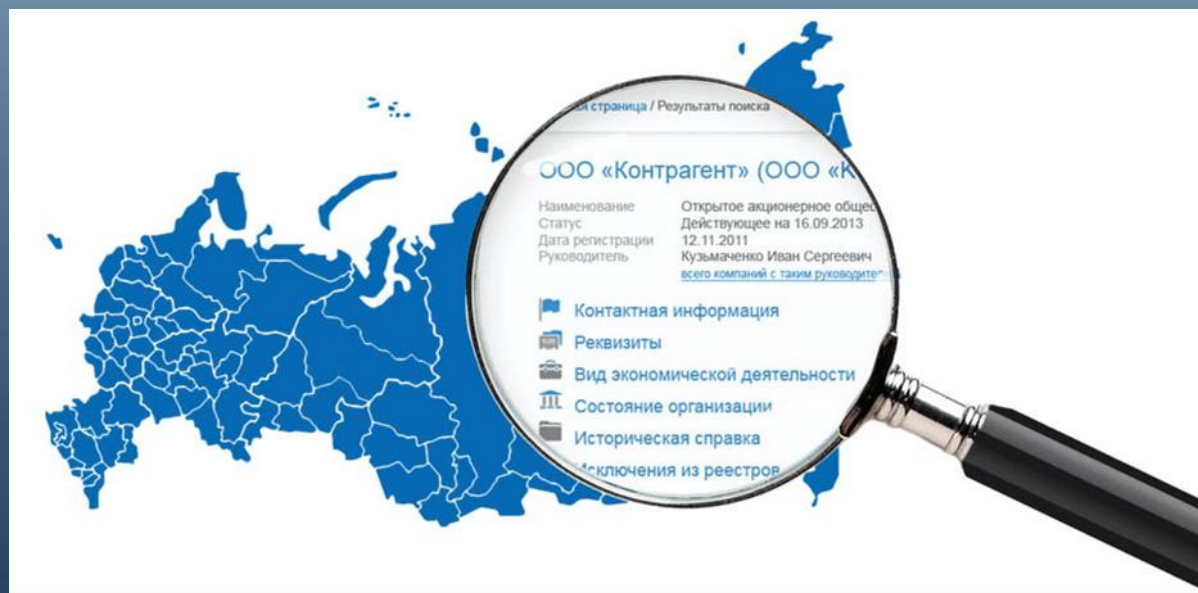 страница / Результаты поиска
ООО «Контрагент» (ООО «К
Наименование Открытое акционерное общес
Статус Действующее на 16.09.2013
Дата регистрации 12.11.2011
Руководитель Кузьмаченко Иван Сергеевич
всего компаний с таким руководител
Контактная информация
Реквизиты
Вид экономической деятельности
Состояние организации
Историческая справка
Исключения из реестров